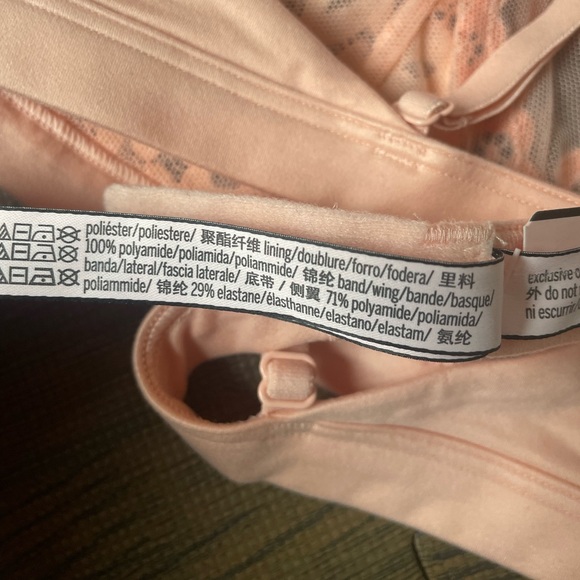 poliéster/poliestere/ 聚酯纤维 lining/doublure/forro/fodera/ 里料
100% polyamide/poliamida/poliammide/ 锦纶 band/wing/bande/basque/
banda/lateral/fascia laterale/ 底带 / 侧翼 71% polyamide/poliamida/
poliammide/ 锦纶 29% elastane/élasthanne/elastano/elastam/ 氨纶
exclusive o
外 do not
ni escurrir